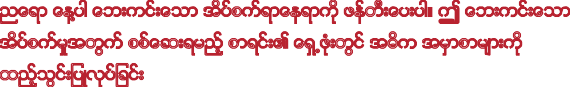 ညရော နေ့ပါ ဘေးကင်းသော အိပ်စက်ရာနေရာကို ဖန်တီးပေးပါ။ ဤ ဘေးကင်းသော
အိပ်စက်မှုအတွက် စစ်ဆေးရမည့် စာရင်း၏ ရှေ့ဖုံးတွင် အဓိက အမှာစာများကို
ထည့်သွင်းပြုလုပ်ခြင်း